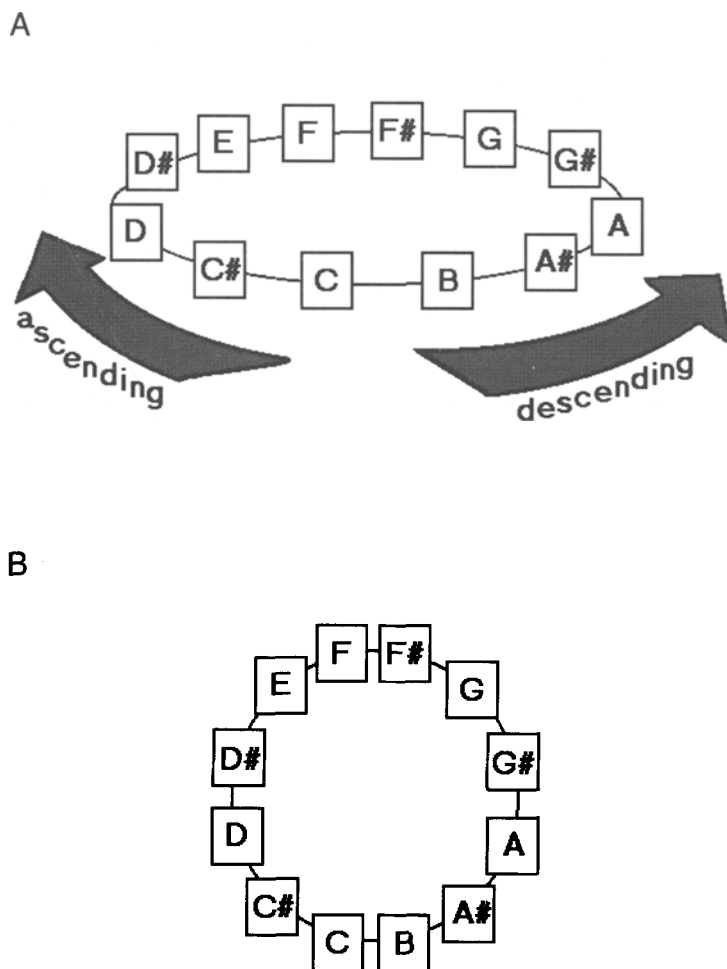 A
D# E F F# G G#
D C# C B A# A
ascending
descending
B
F F#
E G
D# G#
D A
C# A#
C B